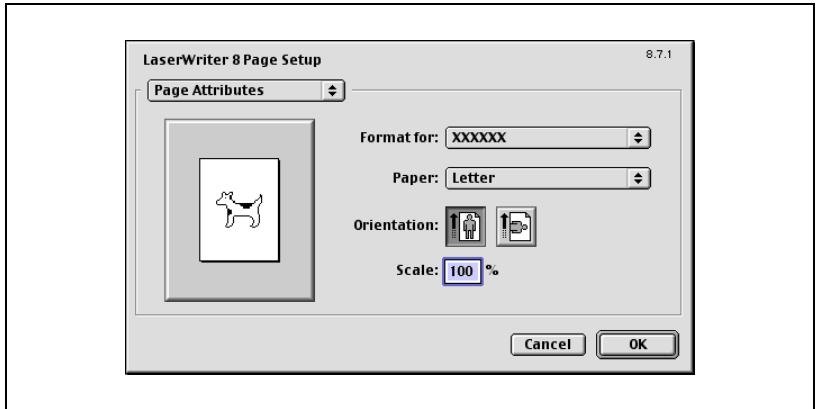 LaserWriter 8 Page Setup 8.7.1
Page Attributes
Format for: XXXXXX
Paper: Letter
Orientation:
Scale: 100 %
Cancel OK